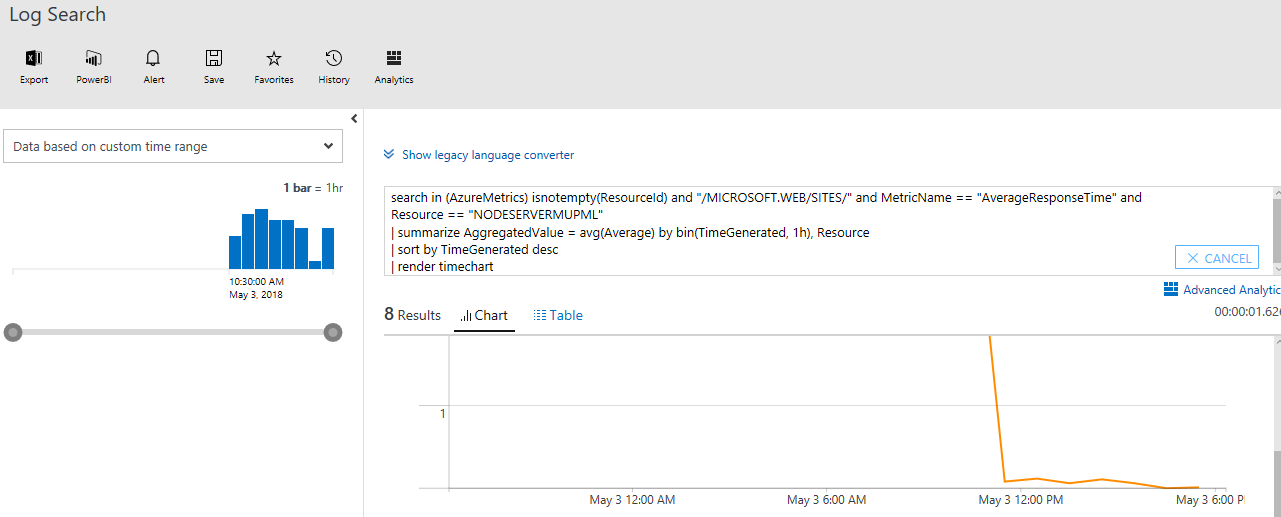 Log Search
Export PowerBI Alert Save Favorites History Analytics
Data based on custom time range
1 bar = 1hr
10:30:00 AM
May 3, 2018
Show legacy language converter
search in (AzureMetrics) isnotempty(ResourceId) and "/MICROSOFT.WEB/SITES/" and MetricName == "AverageResponseTime" and
Resource == "NODESERVERMUPML"
| summarize AggregatedValue = avg(Average) by bin(TimeGenerated, 1h), Resource
| sort by TimeGenerated desc
| render timechart
CANCEL
Advanced Analytic
8 Results Chart Table
00:00:01.626
1
May 3 12:00 AM May 3 6:00 AM May 3 12:00 PM May 3 6:00 P